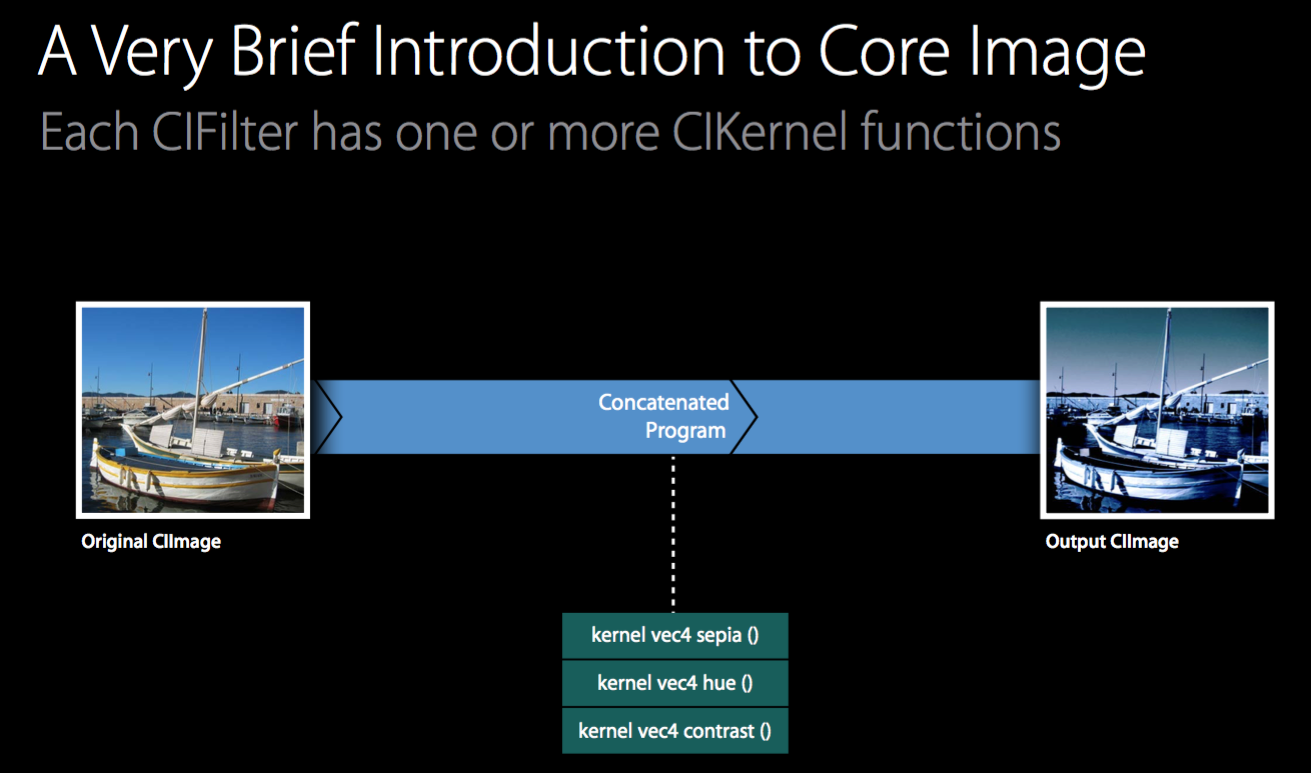 A Very Brief Introduction to Core Image
Each CIFilter has one or more CIKernel functions
Concatenated
Program
Original CIImage
Output CIImage
kernel vec4 sepia ()
kernel vec4 hue ()
kernel vec4 contrast ()